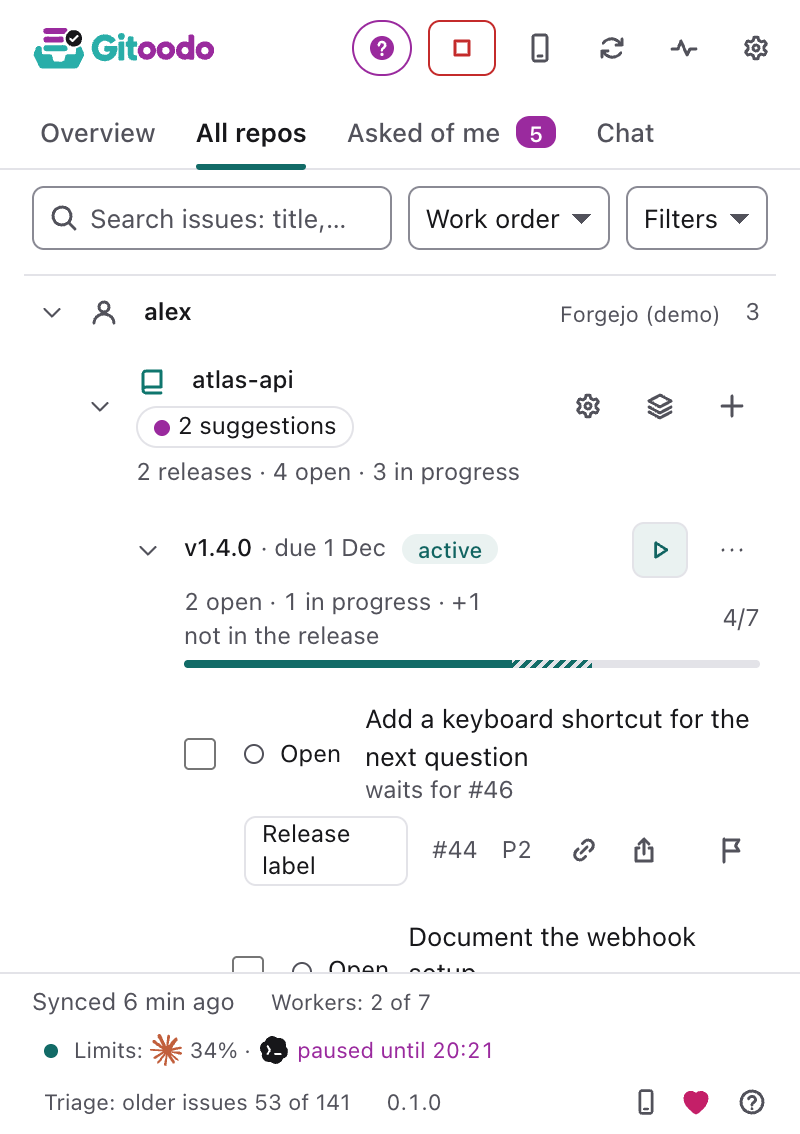 Gitoodo
Overview
All repos
Asked of me 5
Chat
Search issues: title,...
Work order
Filters
alex
Forgejo (demo) 3
atlas-api
2 suggestions
2 releases · 4 open · 3 in progress
v1.4.0 · due 1 Dec active
2 open · 1 in progress · +1
not in the release
4/7
Add a keyboard shortcut for the
next question
Open
waits for #46
Release
label
#44 P2
Document the webhook
Open
setup
Synced 6 min ago Workers: 2 of 7
Limits: 34% · paused until 20:21
Triage: older issues 53 of 141 0.1.0